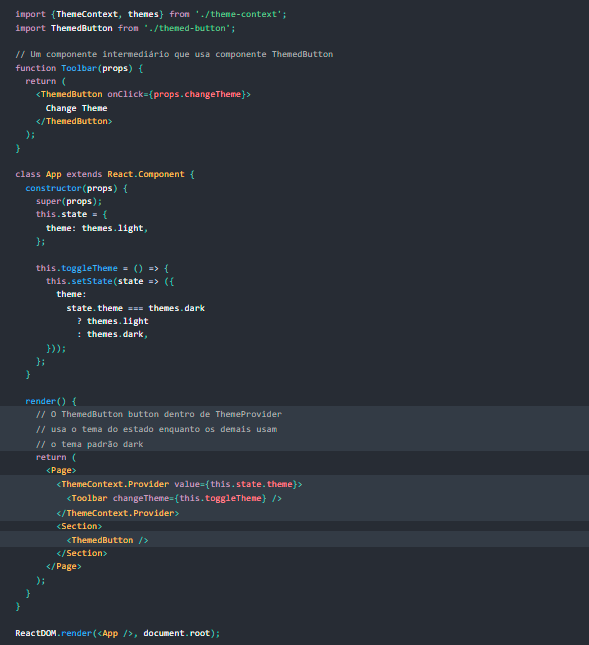 import {ThemeContext, themes} from './theme-context';
import ThemedButton from './themed-button';

// Um componente intermediário que usa componente ThemedButton
function Toolbar(props) {
  return (
    <ThemedButton onClick={props.changeTheme}>
      Change Theme
    </ThemedButton>
  );
}

class App extends React.Component {
  constructor(props) {
    super(props);
    this.state = {
      theme: themes.light,
    };

    this.toggleTheme = () => {
      this.setState(state => ({
        theme:
          state.theme === themes.dark
            ? themes.light
            : themes.dark,
      }));
    };
  }

  render() {
    // O ThemedButton button dentro de ThemeProvider
    // usa o tema do estado enquanto os demais usam
    // o tema padrão dark
    return (
      <Page>
        <ThemeContext.Provider value={this.state.theme}>
          <Toolbar changeTheme={this.toggleTheme} />
        </ThemeContext.Provider>
        <Section>
          <ThemedButton />
        </Section>
      </Page>
    );
  }
}

ReactDOM.render(<App />, document.root);